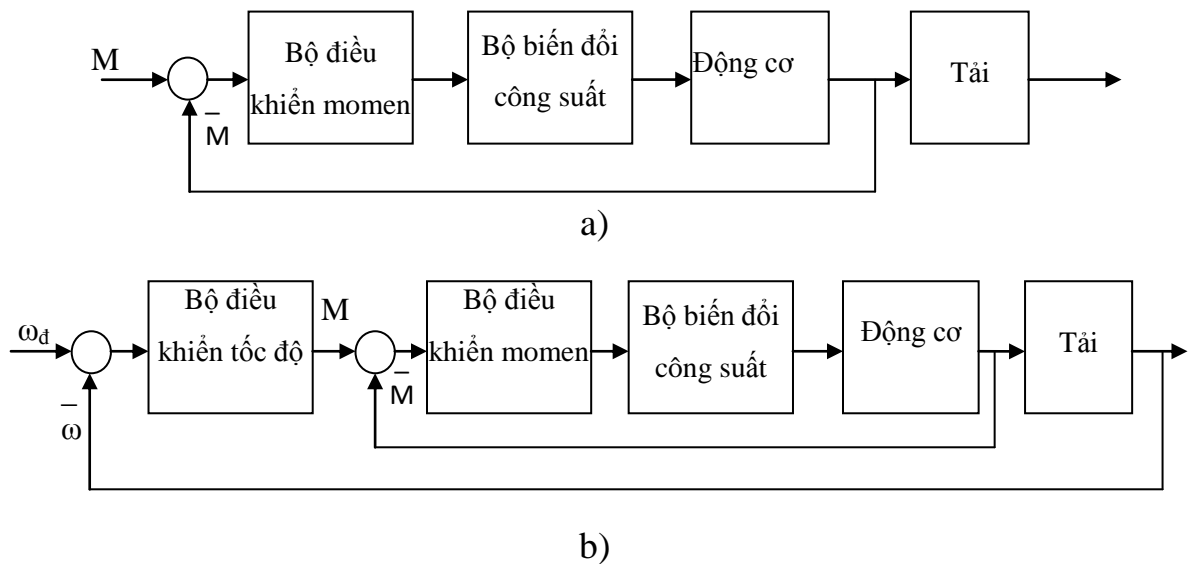 M
Bộ điều
khiển momen
Bộ biến đổi
công suất
Động cơ
Tải
–
M
a)
ωđ
Bộ điều
khiển tốc độ
M
Bộ điều
khiển momen
Bộ biến đổi
công suất
Động cơ
Tải
–
M
–
ω
b)